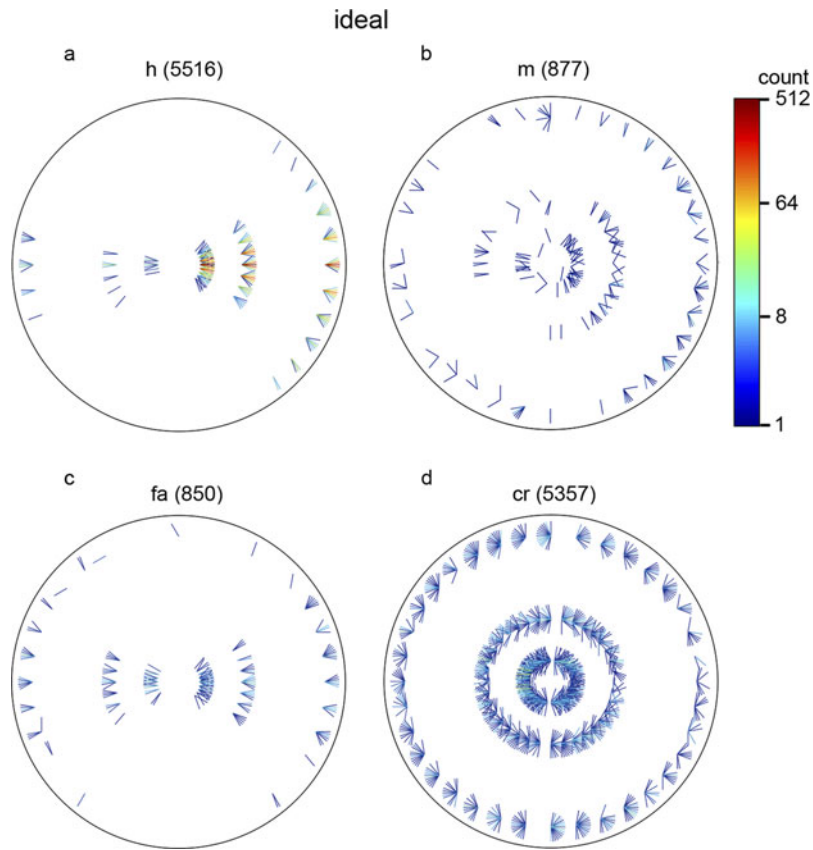 ideal
a
h (5516)
b
m (877)
count
512
64
8
1
c
fa (850)
d
cr (5357)